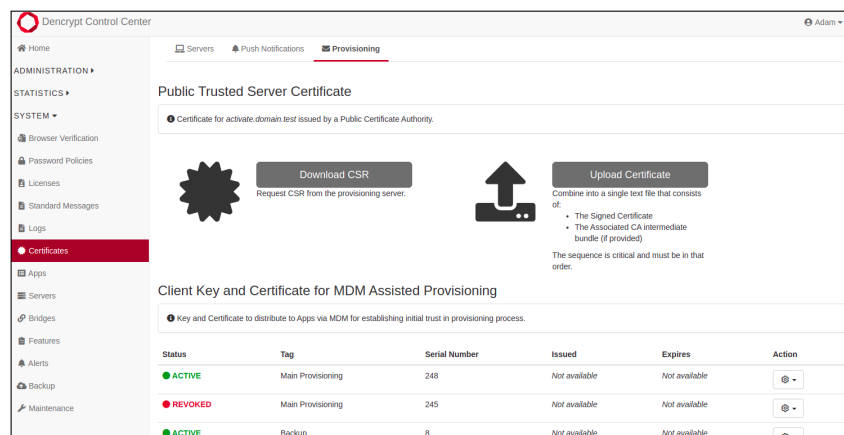 Dencrypt Control Center
Adam
Home
ADMINISTRATION
STATISTICS
SYSTEM
Browser Verification
Password Policies
Licenses
Standard Messages
Logs
Certificates
Apps
Servers
Bridges
Features
Alerts
Backup
Maintenance
Servers Push Notifications Provisioning
Public Trusted Server Certificate
Certificate for activate.domain.test issued by a Public Certificate Authority.
Download CSR
Request CSR from the provisioning server.
Upload Certificate
Combine into a single text file that consists
of:
• The Signed Certificate
• The Associated CA intermediate
bundle (if provided)
The sequence is critical and must be in that
order.
Client Key and Certificate for MDM Assisted Provisioning
Key and Certificate to distribute to Apps via MDM for establishing initial trust in provisioning process.
Status Tag Serial Number Issued Expires Action
ACTIVE Main Provisioning 248 Not available Not available
REVOKED Main Provisioning 245 Not available Not available
ACTIVE Backup 8 Not available Not available